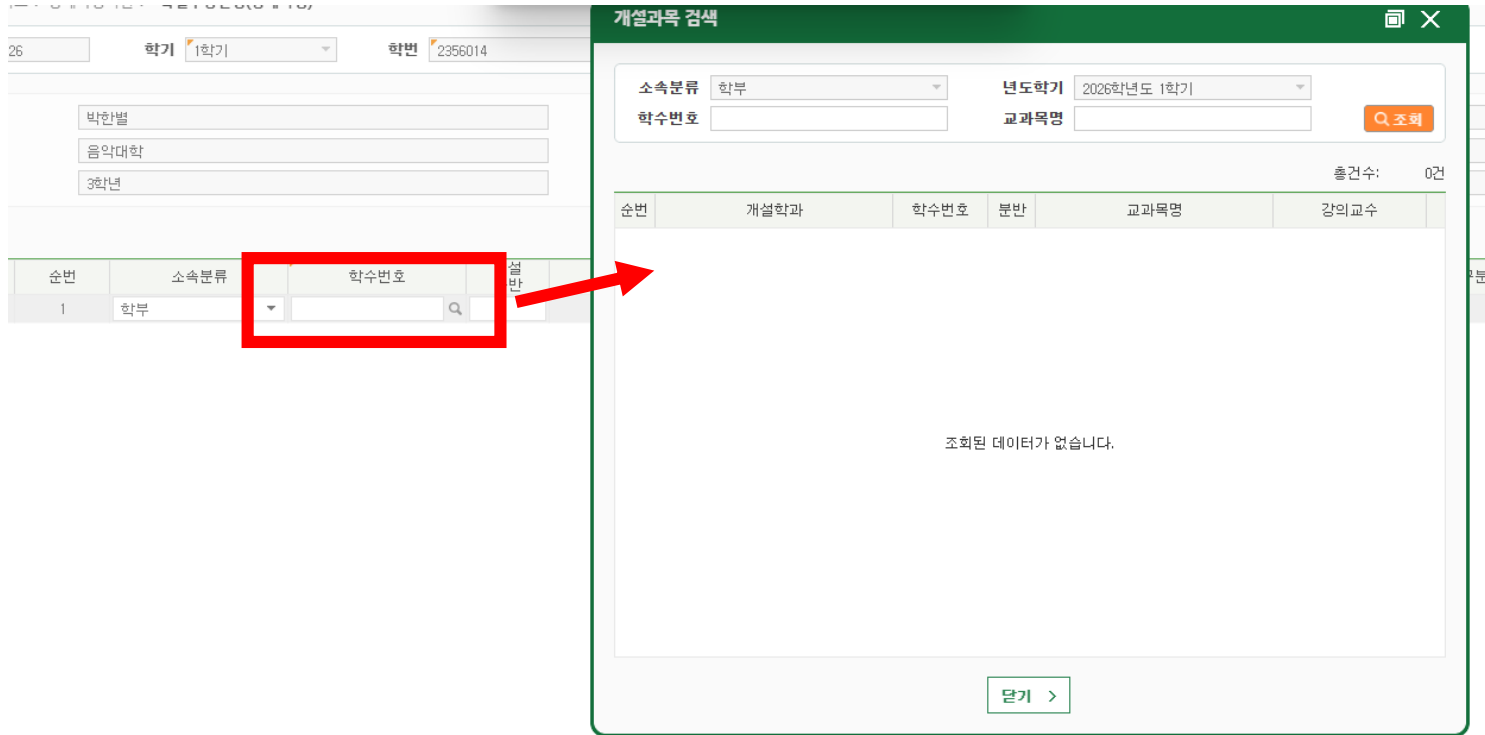 개설과목 검색
26
학기
1학기
학번
2356014
소속분류
학부
년도학기
2026학년도 1학기
학수번호
교과목명
조회
박한별
음악대학
3학년
총건수:
0건
순번
개설학과
학수번호
분반
교과목명
강의교수
순번
소속분류
학수번호
설
반
1
학부
조회된 데이터가 없습니다.
닫기